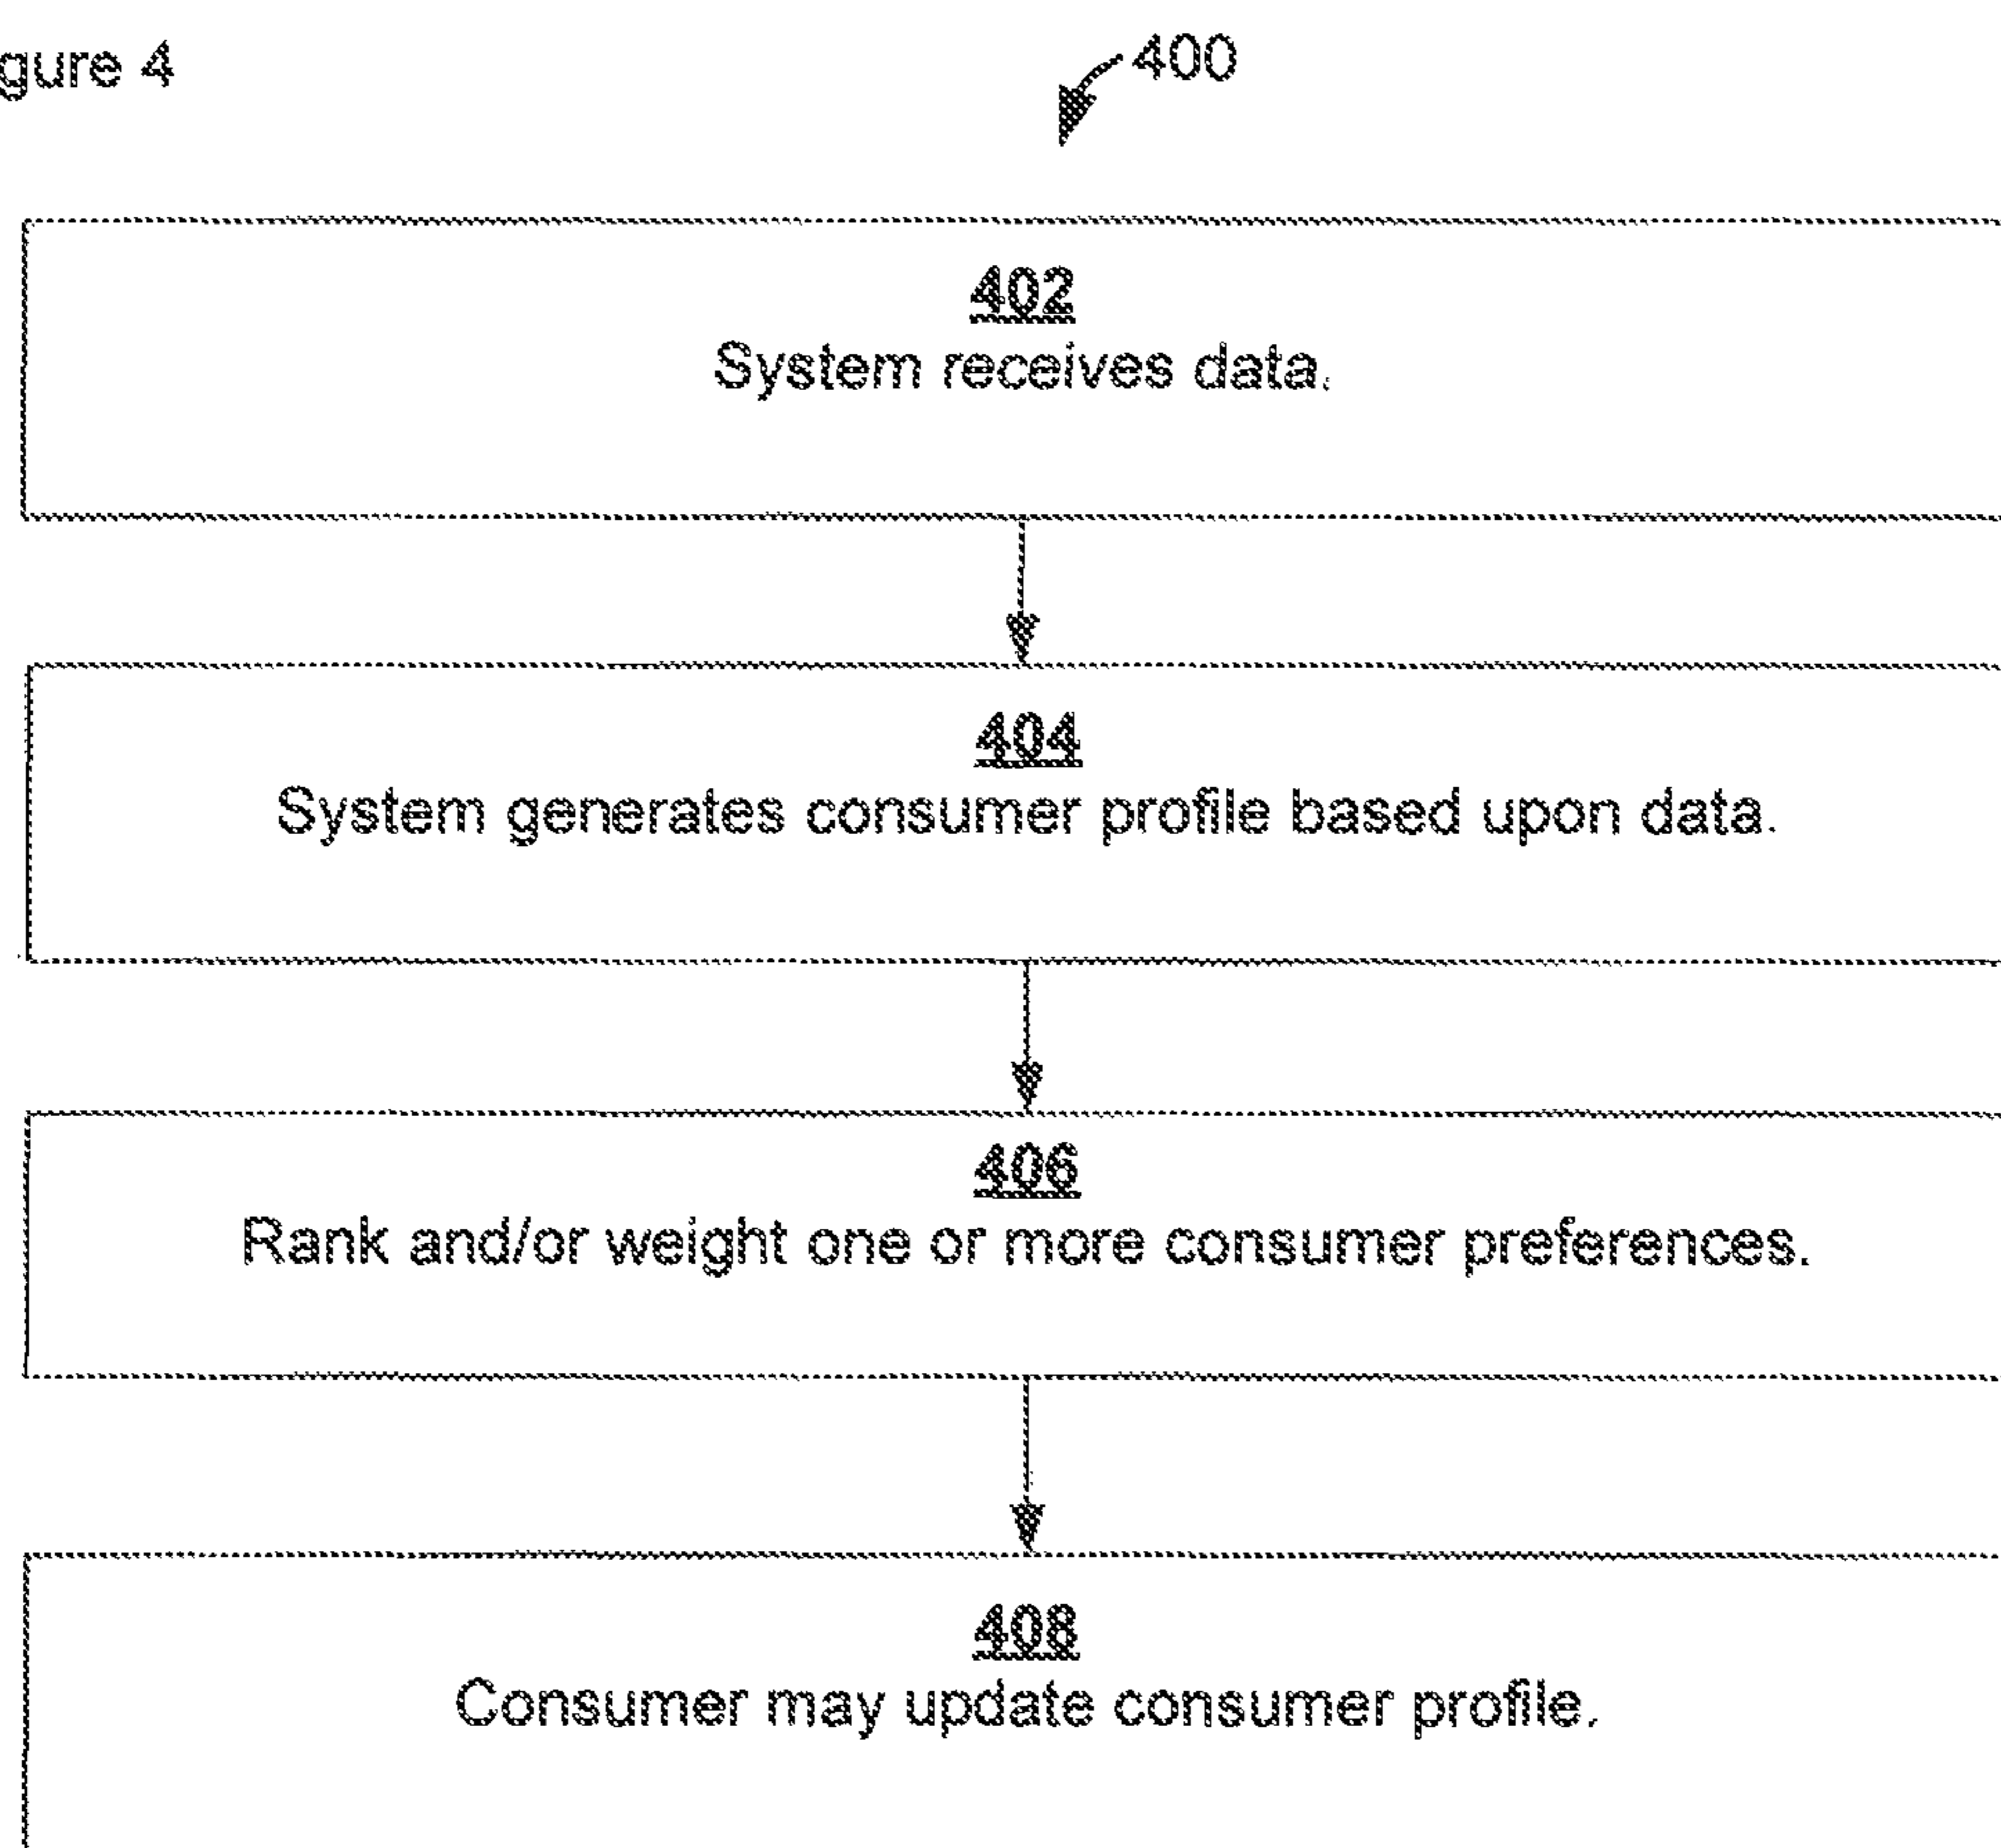 gure 4
400
402
System receives data.
404
System generates consumer profile based upon data.
406
Rank and/or weight one or more consumer preferences.
408
Consumer may update consumer profile.